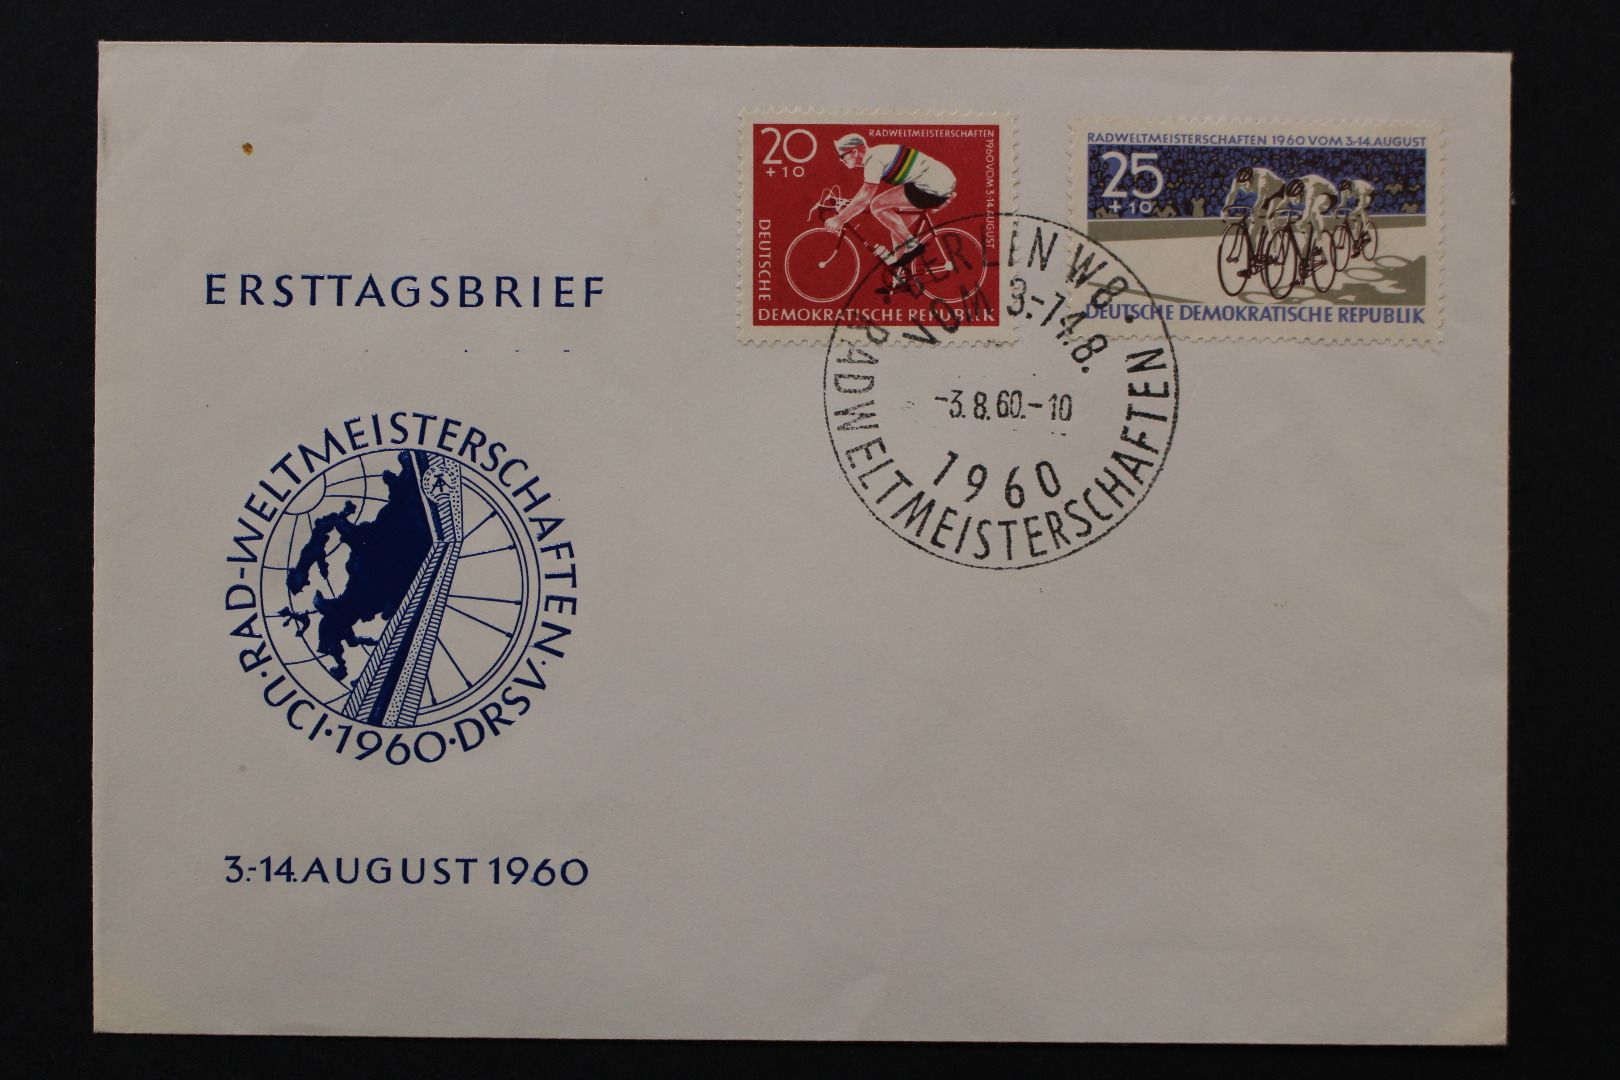 ERSTTAGSBRIEF
RAD-WELTMEISTERSCHAFTEN
R·UCI·1960·DRSV·
3.-14.AUGUST 1960
20
+10
RADWELTMEISTERSCHAFTEN
1960 VOM 3.-14.AUGUST
DEUTSCHE
DEMOKRATISCHE REPUBLIK
RADWELTMEISTERSCHAFTEN 1960 VOM 3.-14.AUGUST
25
+10
DEUTSCHE DEMOKRATISCHE REPUBLIK
·BERLIN W8·
VOM 3.-14.8.
-3.8.60.-10
1960
RADWELTMEISTERSCHAFTEN